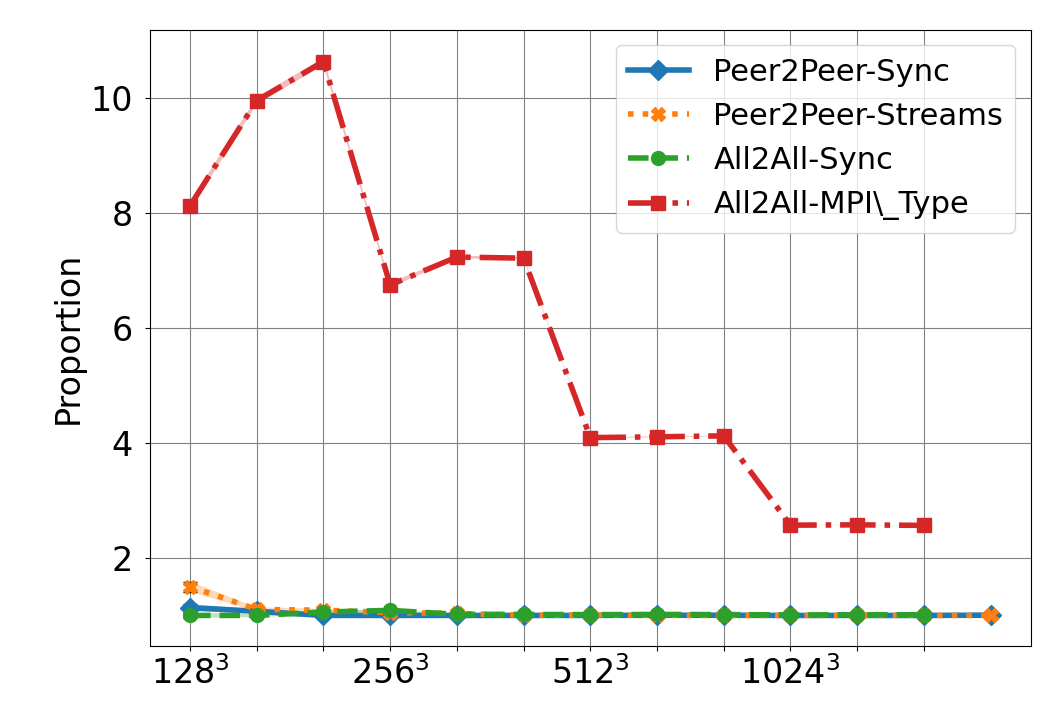 Peer2Peer-Sync
Peer2Peer-Streams
All2All-Sync
All2All-MPI\_Type
Proportion
10
8
6
4
2
128³ 256³ 512³ 1024³